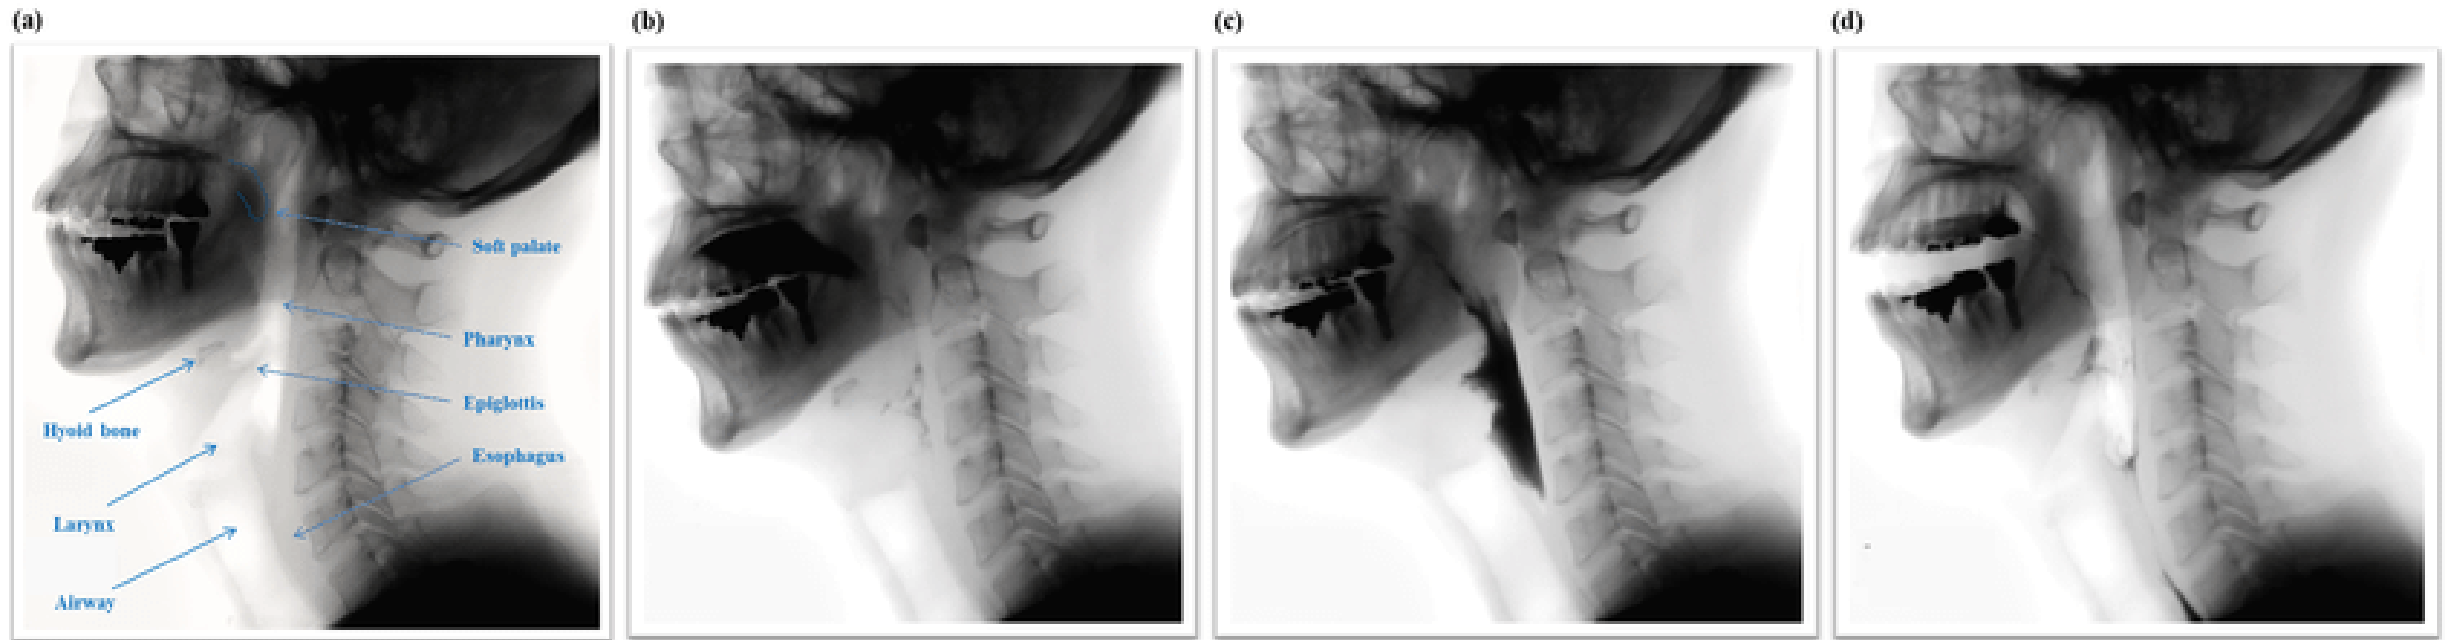 (a)
(b)
(c)
(d)
Soft palate
Pharynx
Epiglottis
Hyoid bone
Esophagus
Larynx
Airway